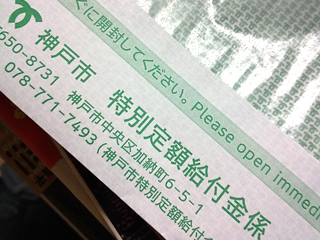 ぐに開封してください。Please open immedi
神戸市 特別定額給付金係
650-8731 神戸市中央区加納町6-5-1
078-771-7493(神戸市特別定額給付